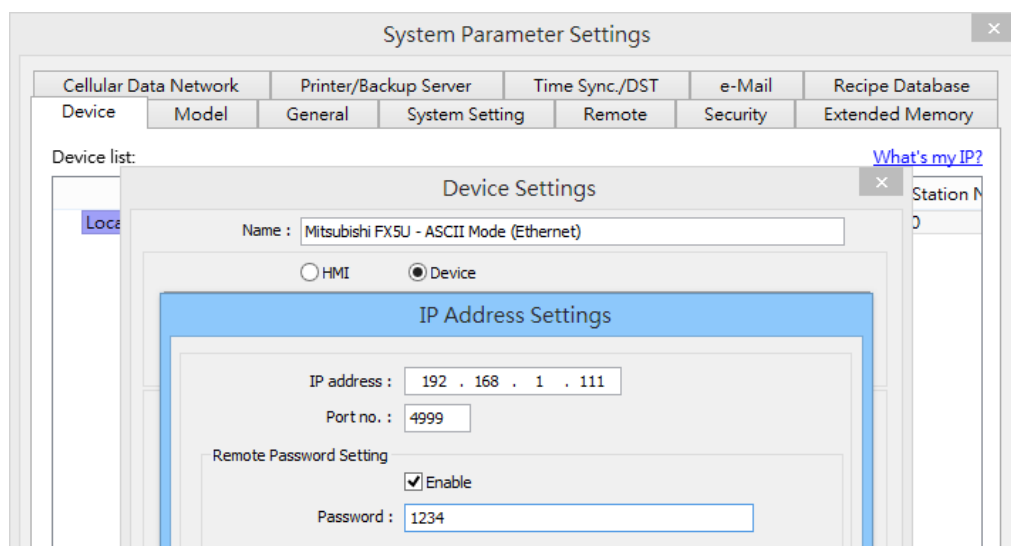 System Parameter Settings
Cellular Data Network Printer/Backup Server Time Sync./DST e-Mail Recipe Database
Device Model General System Setting Remote Security Extended Memory
Device list: What's my IP?
Device Settings
Station N
Loca
Name : Mitsubishi FX5U - ASCII Mode (Ethernet)
HMI Device
IP Address Settings
IP address : 192 . 168 . 1 . 111
Port no. : 4999
Remote Password Setting
Enable
Password : 1234